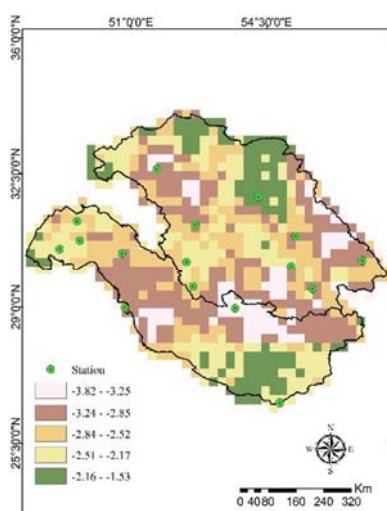 51°0'0"E 54°30'0"E
36°0'0"N
32°30'0"N
29°0'0"N
25°30'0"N
Station
-3.82 - -3.25
-3.24 - -2.85
-2.84 - -2.52
-2.51 - -2.17
-2.16 - -1.53
N
W E
S
0 40 80 160 240 320 Km